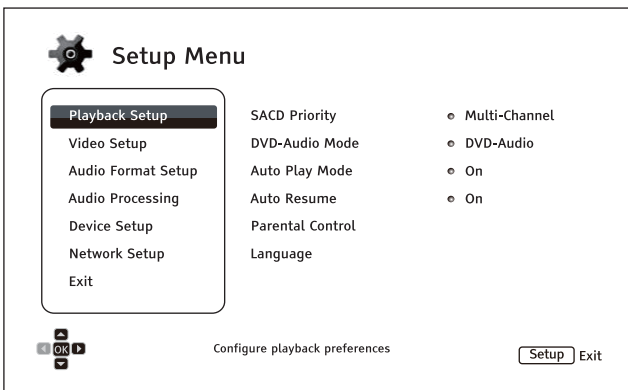 Setup Menu
Playback Setup SACD Priority Multi-Channel
Video Setup DVD-Audio Mode DVD-Audio
Audio Format Setup Auto Play Mode On
Audio Processing Auto Resume On
Device Setup Parental Control
Network Setup Language
Exit
OK Configure playback preferences Setup Exit